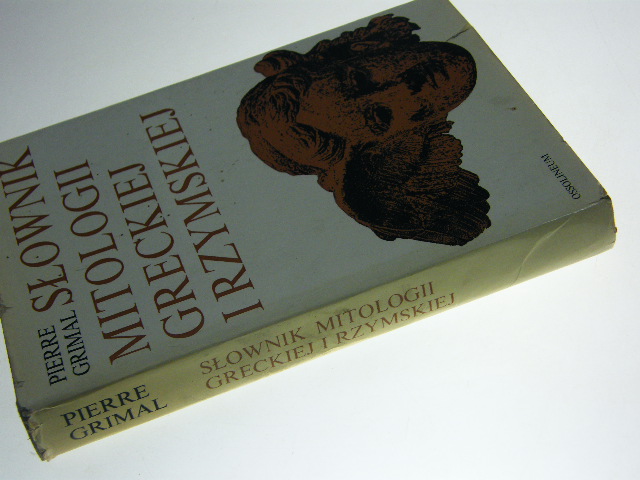 PIERRE
GRIMAL
SŁOWNIK
MITOLOGII
GRECKIEJ
I RZYMSKIEJ
OSSOLINEUM
PIERRE
GRIMAL
SŁOWNIK MITOLOGII
GRECKIEJ I RZYMSKIEJ